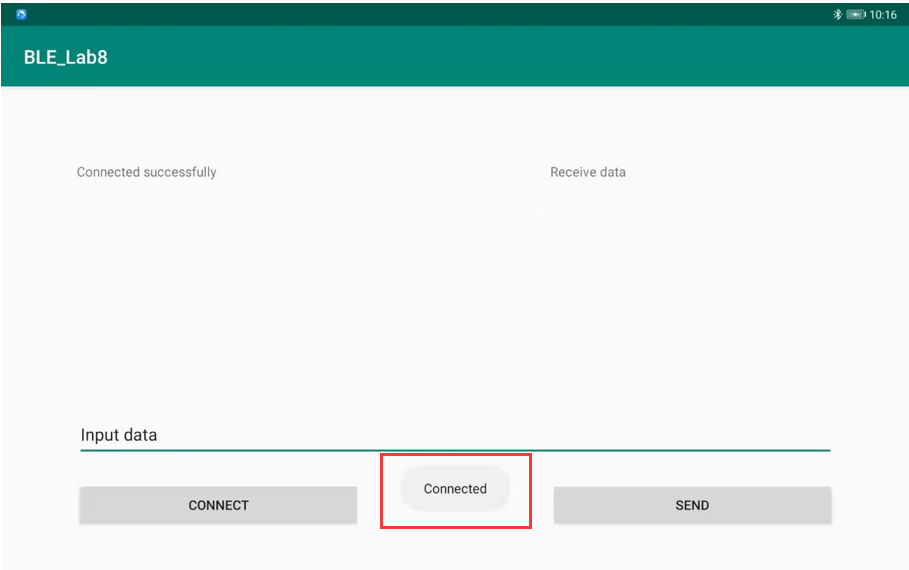 10:16
BLE_Lab8
Connected successfully
Receive data
Input data
Connected
CONNECT
SEND